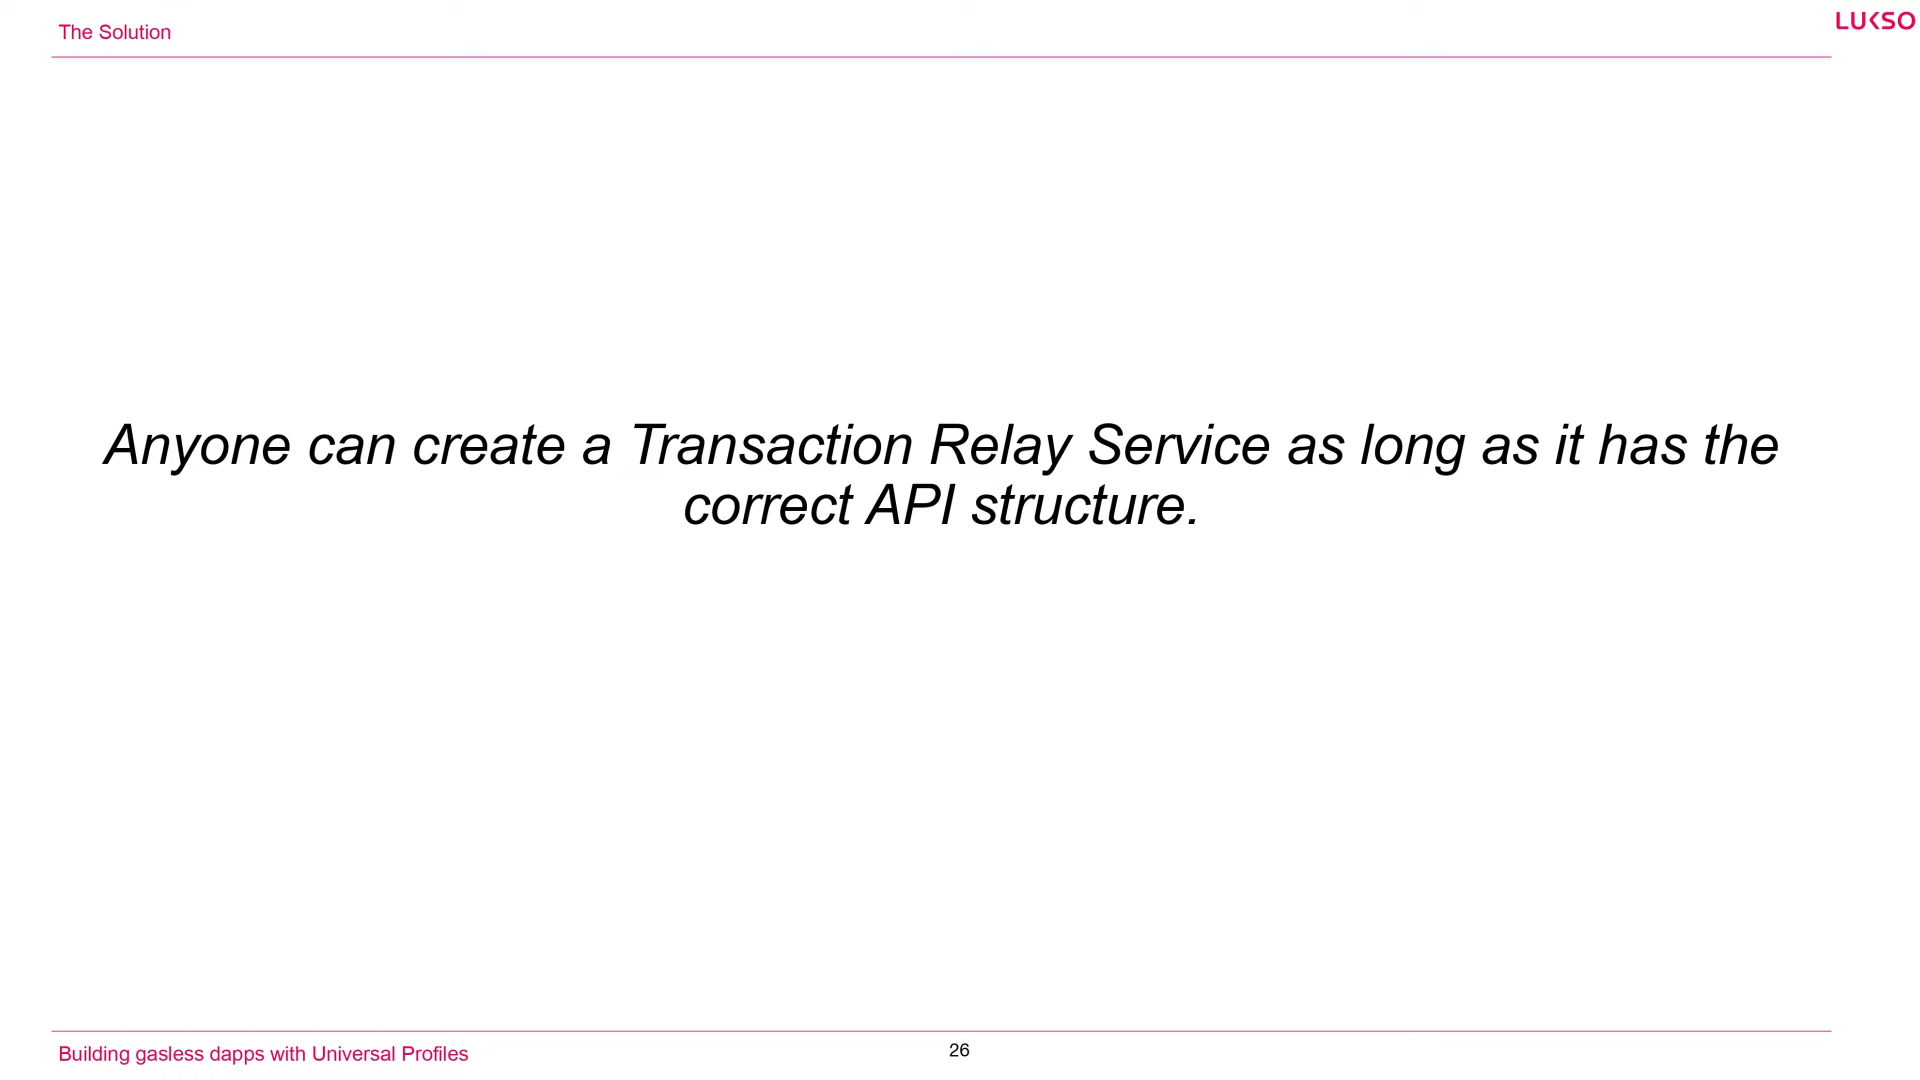 The Solution
LUKSO
Anyone can create a Transaction Relay Service as long as it has the
correct API structure.
Building gasless dapps with Universal Profiles
26